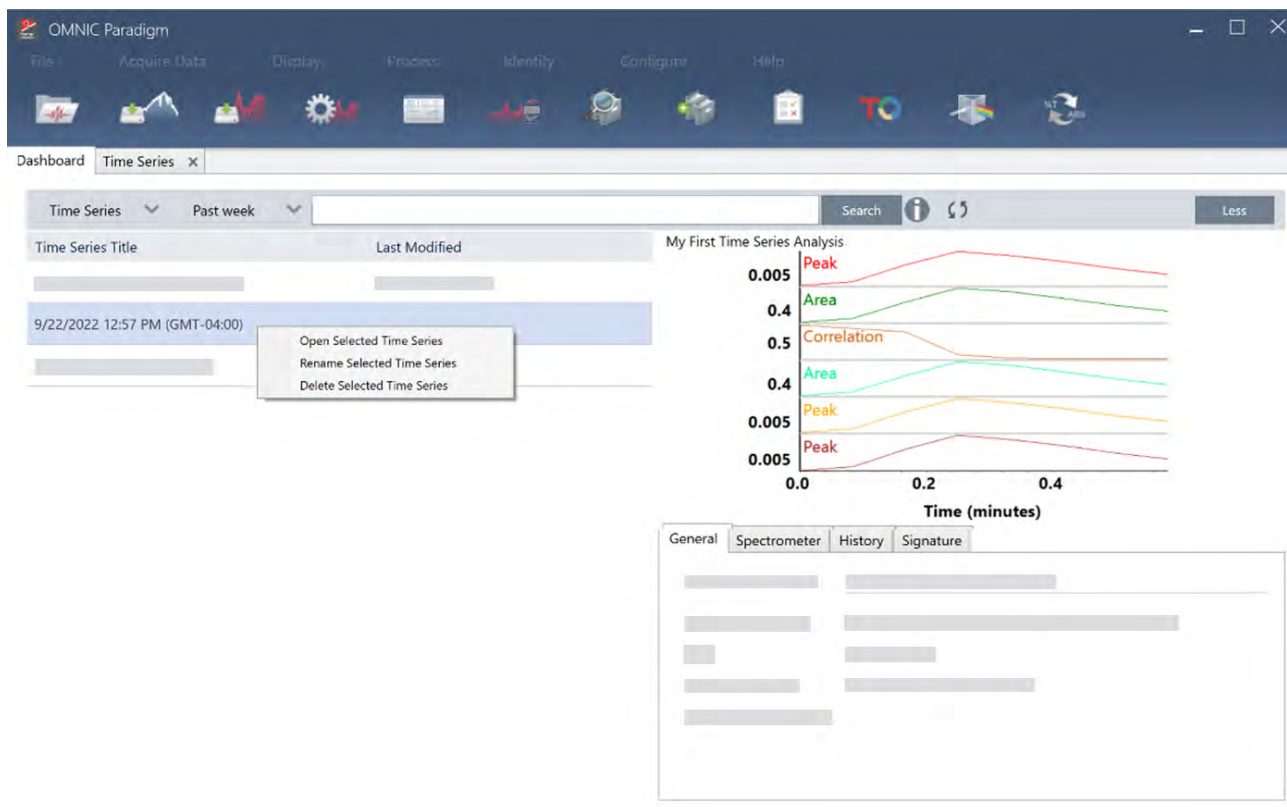 OMNIC Paradigm
File Acquire Data Display Process Identify Configure Help
TQ %T ABS
Dashboard Time Series
Time Series Past week Search Less
Time Series Title Last Modified
9/22/2022 12:57 PM (GMT-04:00)
Open Selected Time Series
Rename Selected Time Series
Delete Selected Time Series
My First Time Series Analysis
0.005 Peak
0.4 Area
0.5 Correlation
0.4 Area
0.005 Peak
0.005 Peak
0.0 0.2 0.4
Time (minutes)
General Spectrometer History Signature